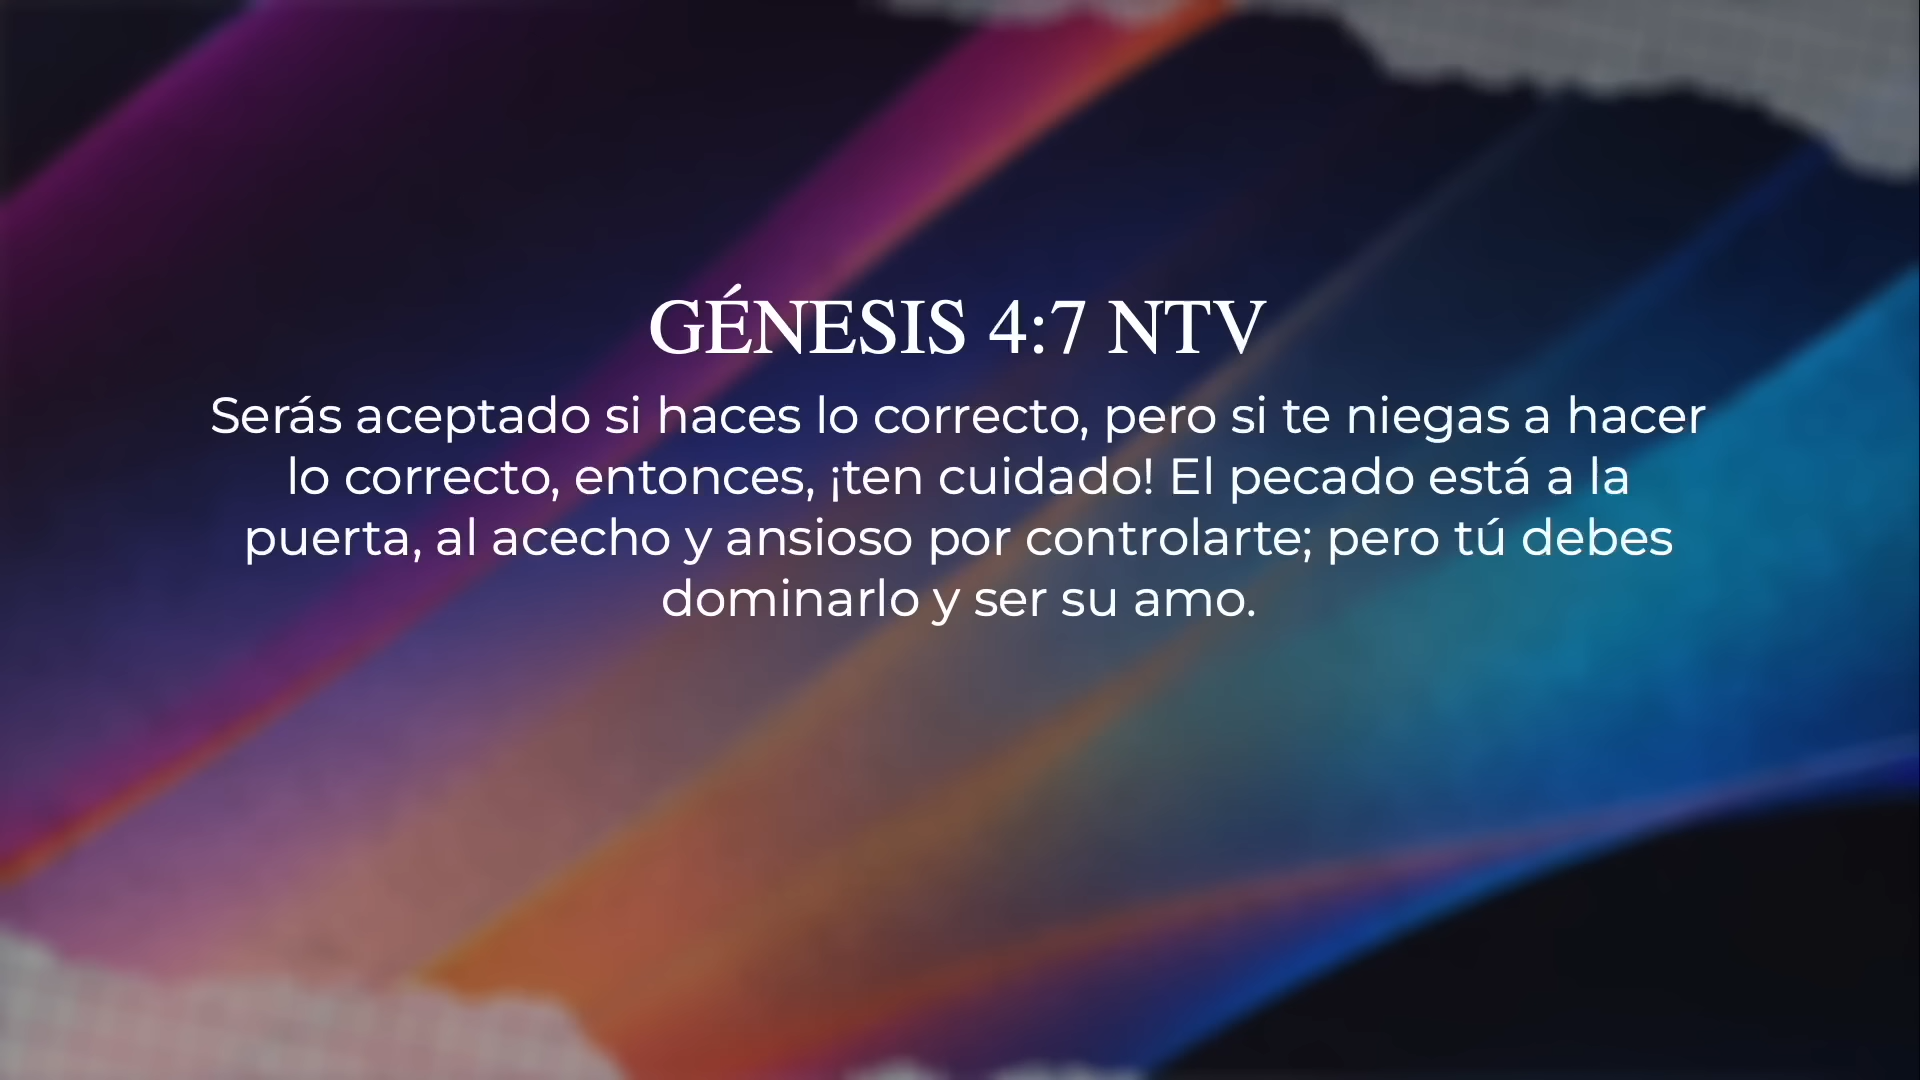 GÉNESIS 4:7 NTV
Serás aceptado si haces lo correcto, pero si te niegas a hacer
lo correcto, entonces, ¡ten cuidado! El pecado está a la
puerta, al acecho y ansioso por controlarte; pero tú debes
dominarlo y ser su amo.